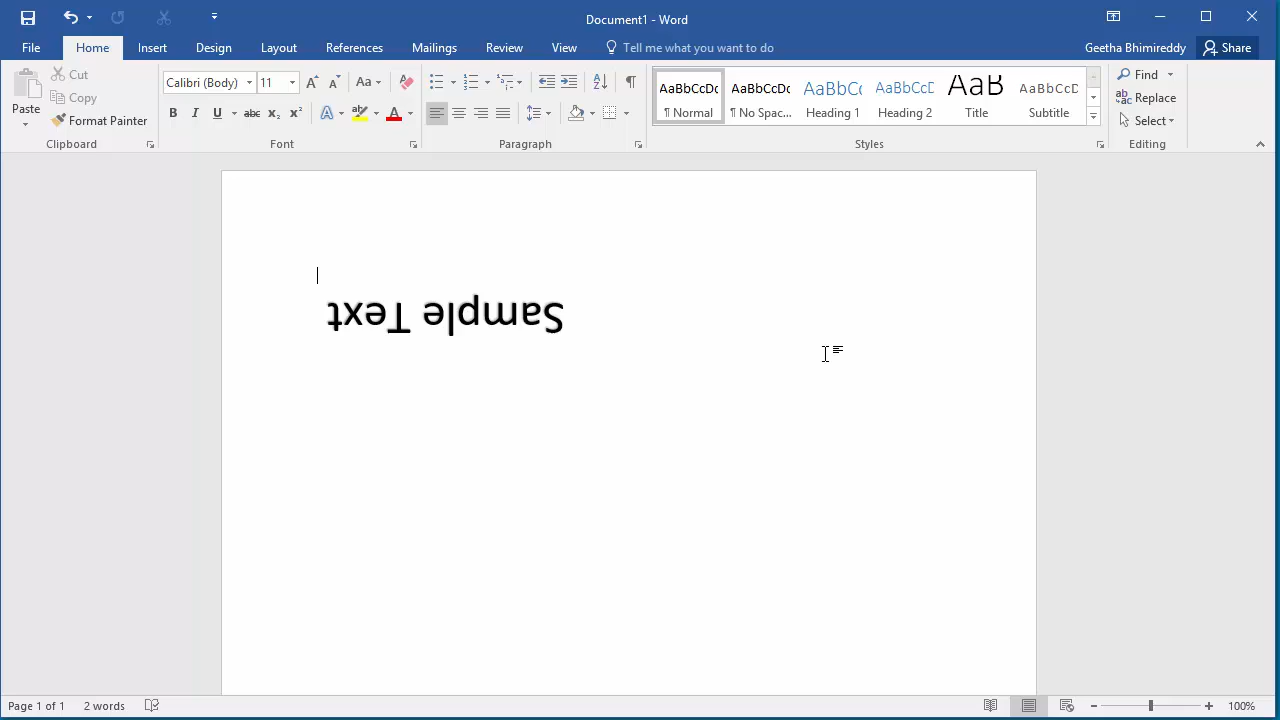 Document1 - Word
File Home Insert Design Layout References Mailings Review View Tell me what you want to do Geetha Bhimireddy Share
Paste
Cut
Copy
Format Painter
Clipboard
Calibri (Body) 11
Font
Paragraph
AaBbCcDc AaBbCcDc AaBbCc AaBbCcD AaB AaBbCcD
¶ Normal ¶ No Spac... Heading 1 Heading 2 Title Subtitle
Styles
Find
Replace
Select
Editing
Sample Text
Page 1 of 1 2 words 100%